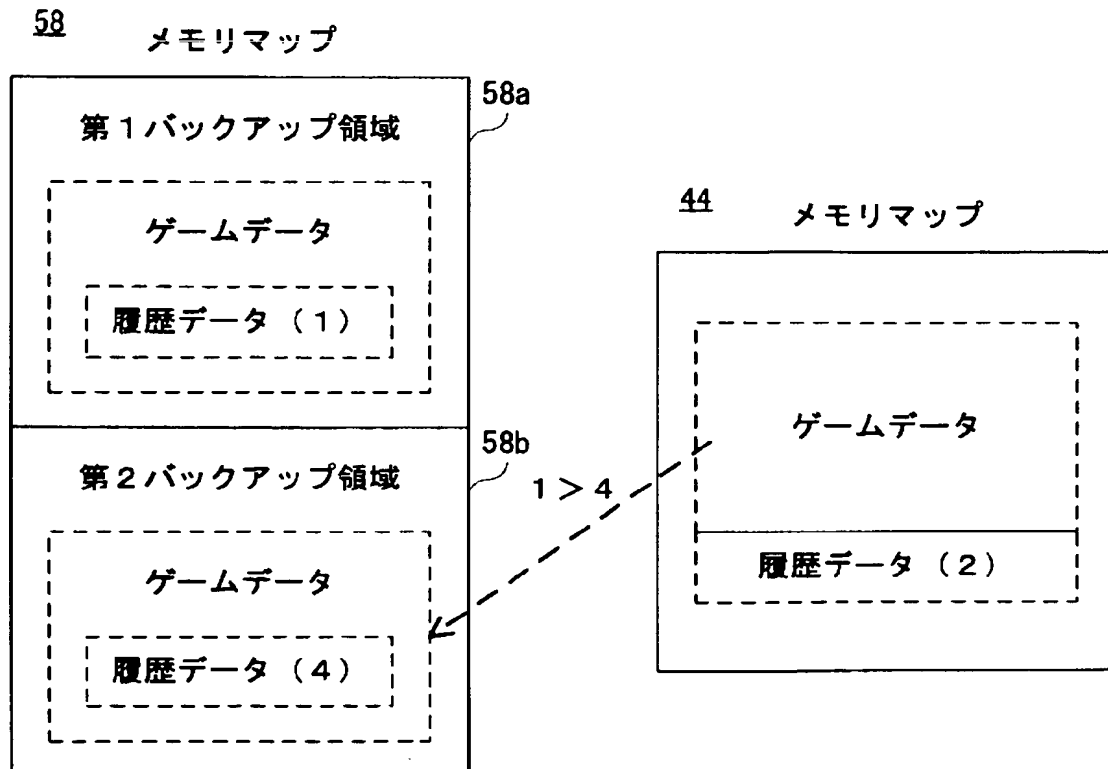 58
メモリマップ
58a
第1バックアップ領域
ゲームデータ
履歴データ(1)
58b
第2バックアップ領域
ゲームデータ
履歴データ(4)
1>4
44
メモリマップ
ゲームデータ
履歴データ(2)